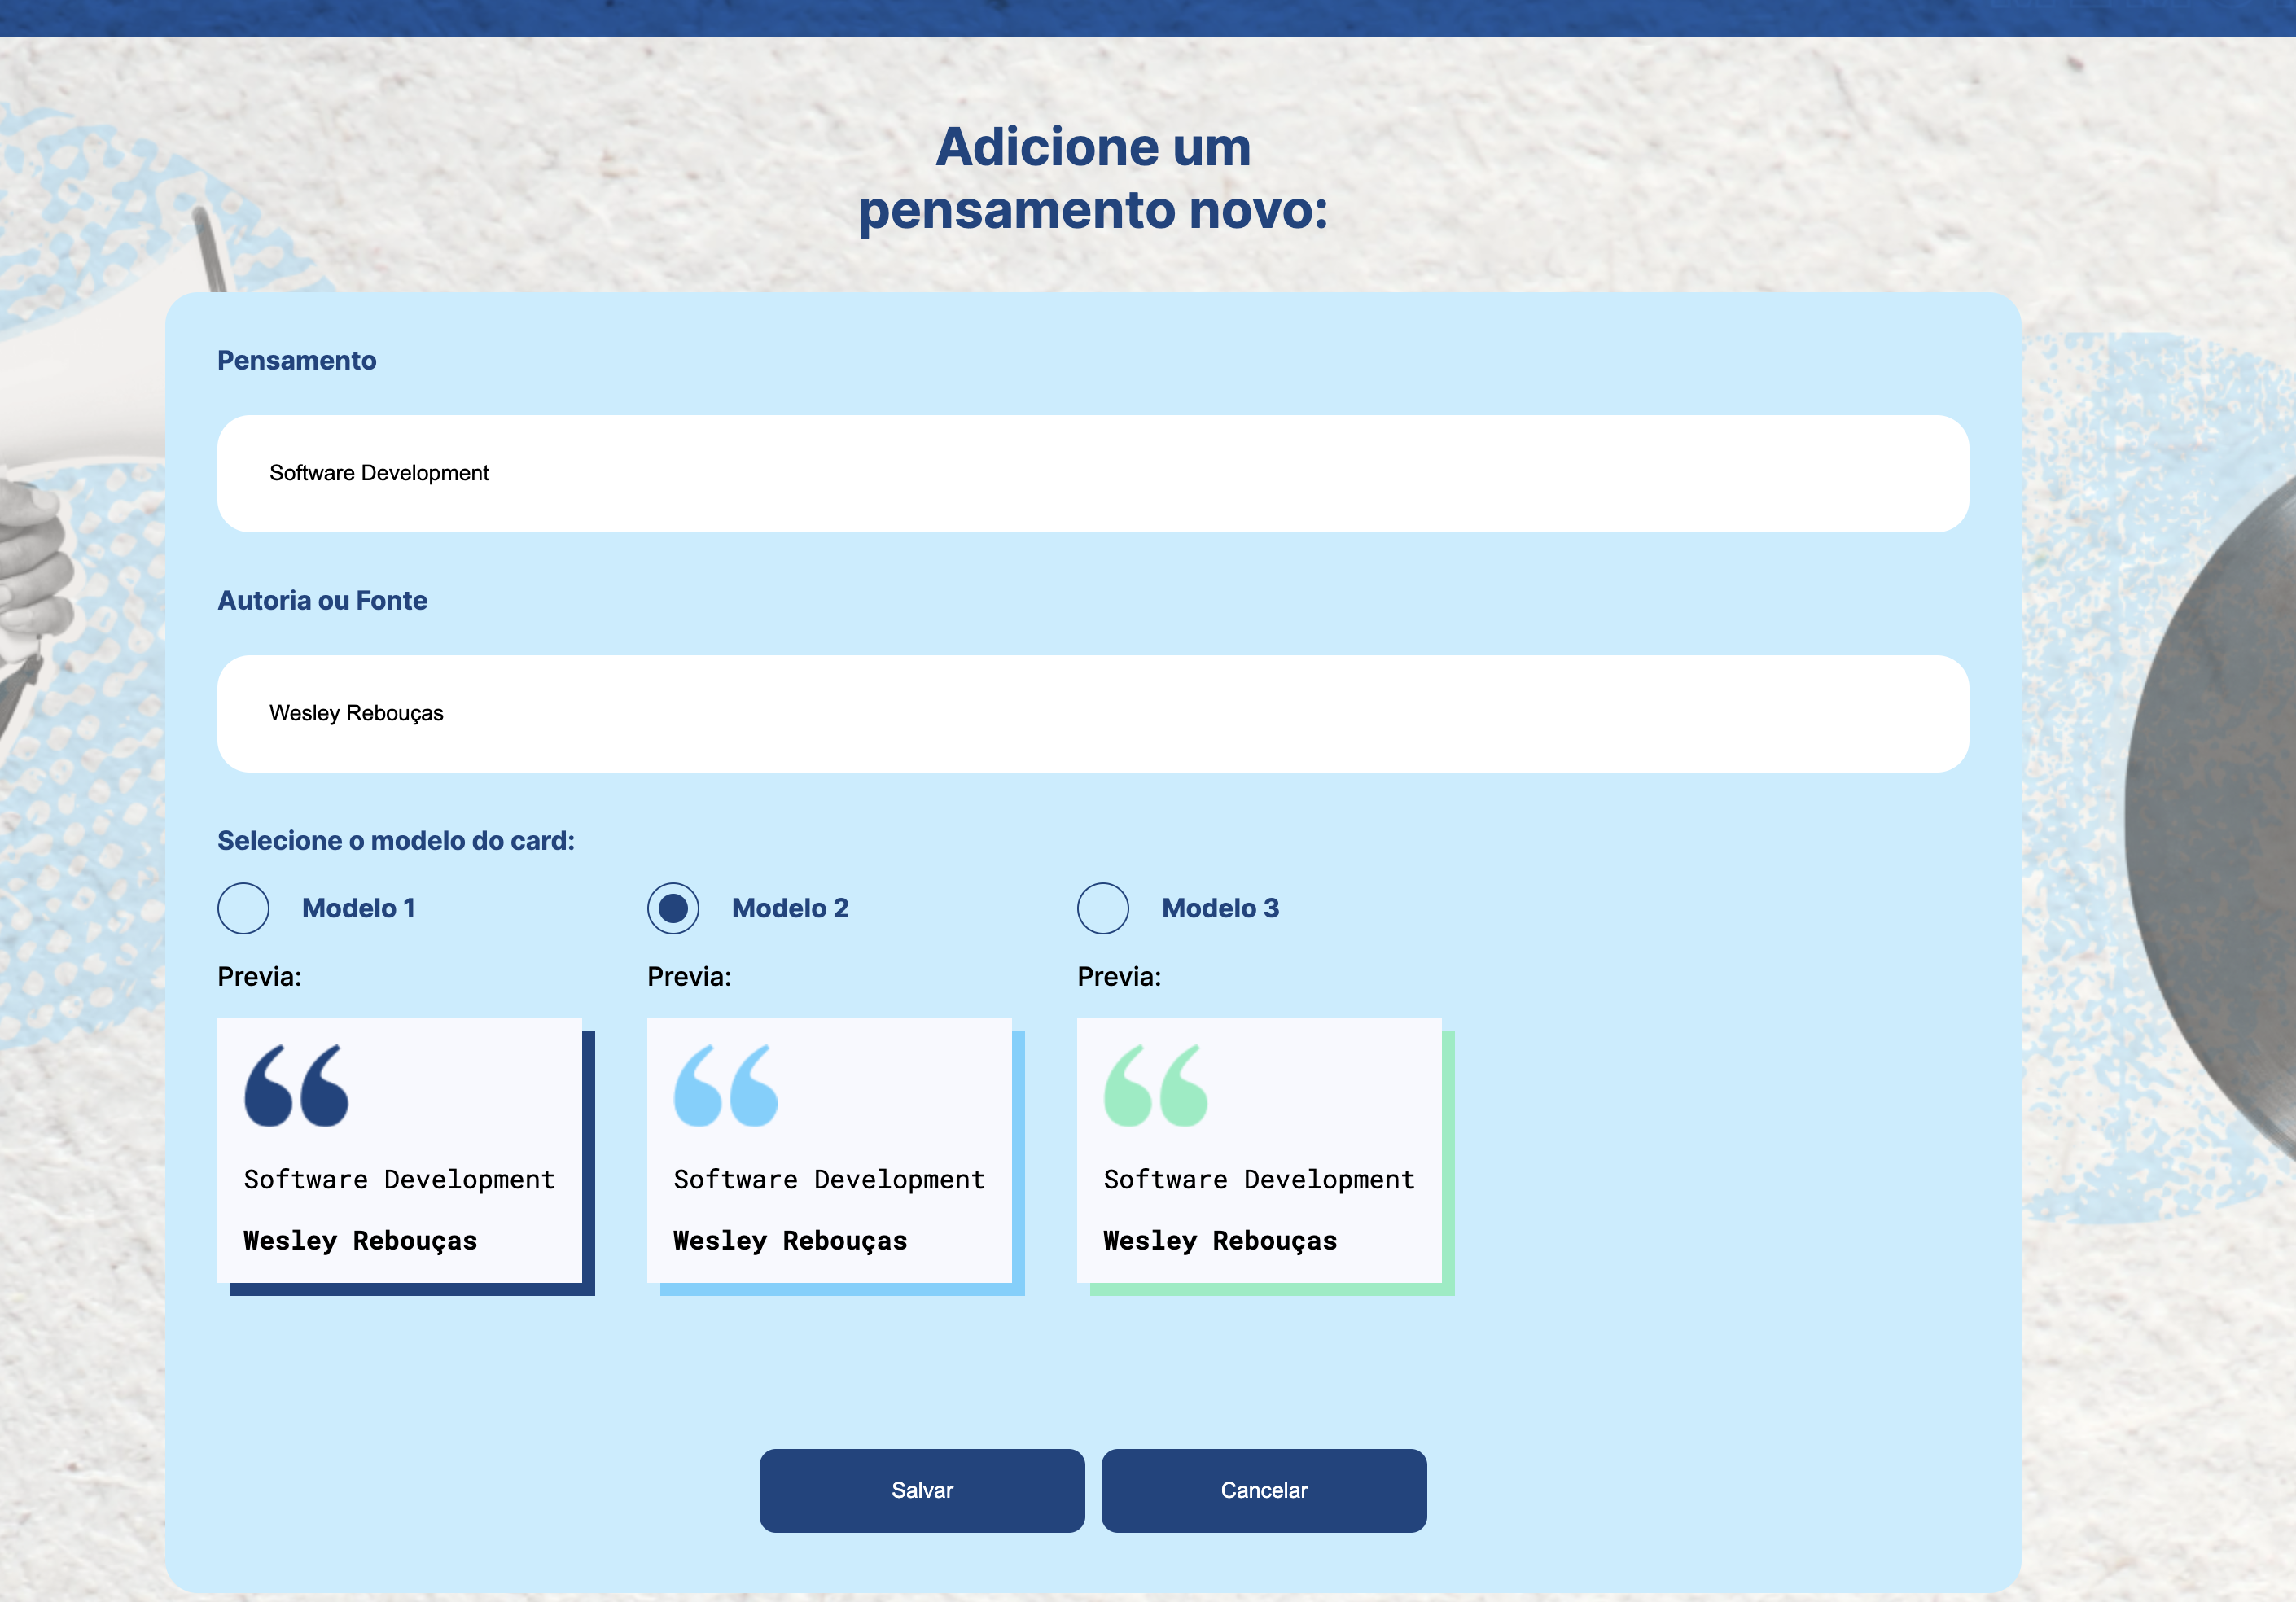 Adicione um
pensamento novo:
Pensamento
Software Development
Autoria ou Fonte
Wesley Rebouças
Selecione o modelo do card:
Modelo 1 Modelo 2 Modelo 3
Previa: Previa: Previa:
Software Development Software Development Software Development
Wesley Rebouças Wesley Rebouças Wesley Rebouças
Salvar Cancelar